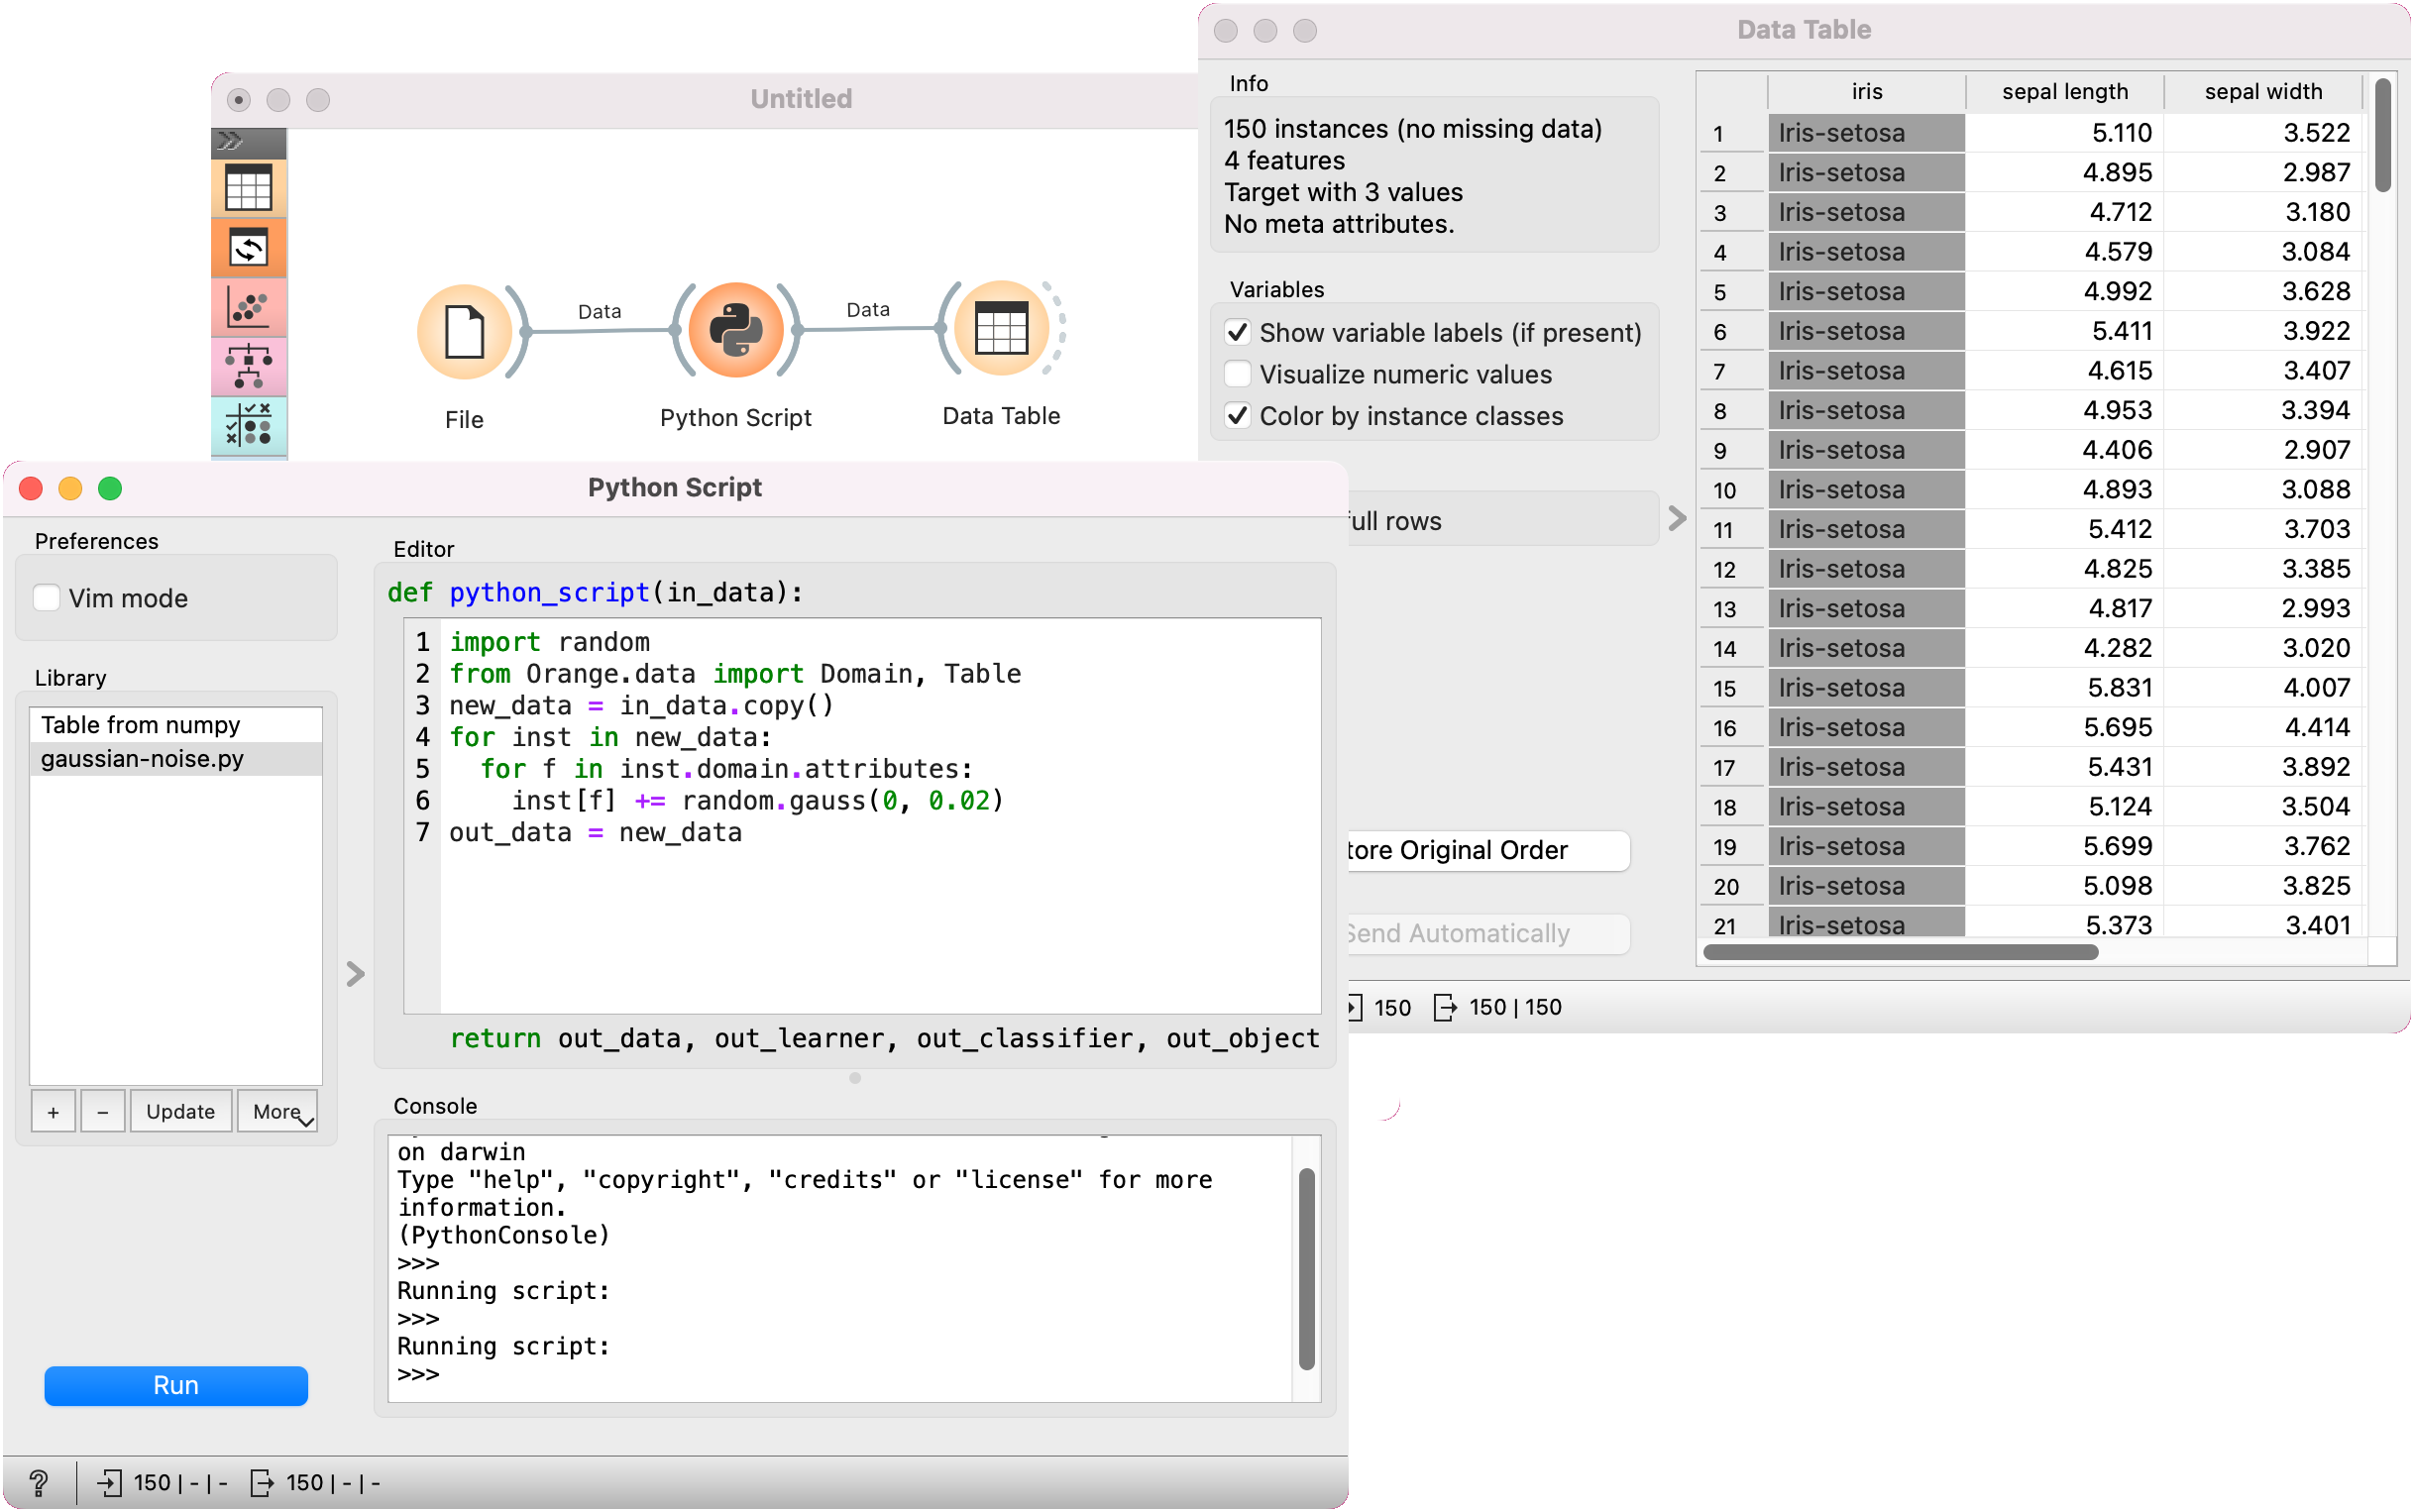 Untitled
Data
Data
File
Python Script
Data Table
Data Table
Info
150 instances (no missing data)
4 features
Target with 3 values
No meta attributes.
Variables
Show variable labels (if present)
Visualize numeric values
Color by instance classes
full rows
tore Original Order
Send Automatically
150 150 | 150
iris sepal length sepal width
1 Iris-setosa 5.110 3.522
2 Iris-setosa 4.895 2.987
3 Iris-setosa 4.712 3.180
4 Iris-setosa 4.579 3.084
5 Iris-setosa 4.992 3.628
6 Iris-setosa 5.411 3.922
7 Iris-setosa 4.615 3.407
8 Iris-setosa 4.953 3.394
9 Iris-setosa 4.406 2.907
10 Iris-setosa 4.893 3.088
11 Iris-setosa 5.412 3.703
12 Iris-setosa 4.825 3.385
13 Iris-setosa 4.817 2.993
14 Iris-setosa 4.282 3.020
15 Iris-setosa 5.831 4.007
16 Iris-setosa 5.695 4.414
17 Iris-setosa 5.431 3.892
18 Iris-setosa 5.124 3.504
19 Iris-setosa 5.699 3.762
20 Iris-setosa 5.098 3.825
21 Iris-setosa 5.373 3.401
Python Script
Preferences
Vim mode
Library
Table from numpy
gaussian-noise.py
+ − Update More
Run
Editor
def python_script(in_data):
1 import random
2 from Orange.data import Domain, Table
3 new_data = in_data.copy()
4 for inst in new_data:
5   for f in inst.domain.attributes:
6     inst[f] += random.gauss(0, 0.02)
7 out_data = new_data
return out_data, out_learner, out_classifier, out_object
Console
on darwin
Type "help", "copyright", "credits" or "license" for more
information.
(PythonConsole)
>>>
Running script:
>>>
Running script:
>>>
? 150 | - | - 150 | - | -